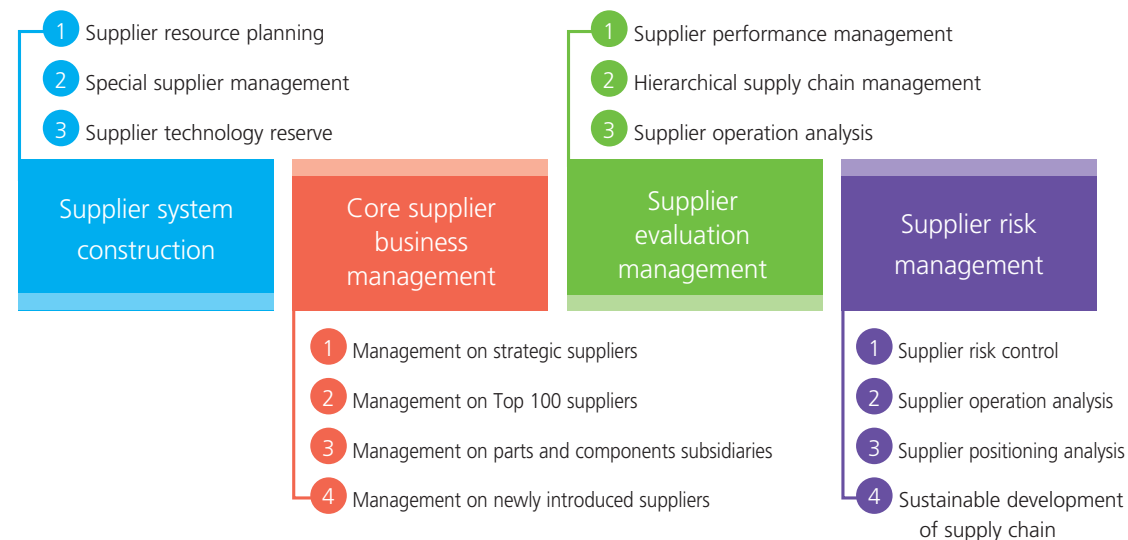 1 Supplier resource planning
2 Special supplier management
3 Supplier technology reserve
Supplier system
construction
Core supplier
business
management
1 Management on strategic suppliers
2 Management on Top 100 suppliers
3 Management on parts and components subsidiaries
4 Management on newly introduced suppliers
1 Supplier performance management
2 Hierarchical supply chain management
3 Supplier operation analysis
Supplier
evaluation
management
Supplier risk
management
1 Supplier risk control
2 Supplier operation analysis
3 Supplier positioning analysis
4 Sustainable development
of supply chain